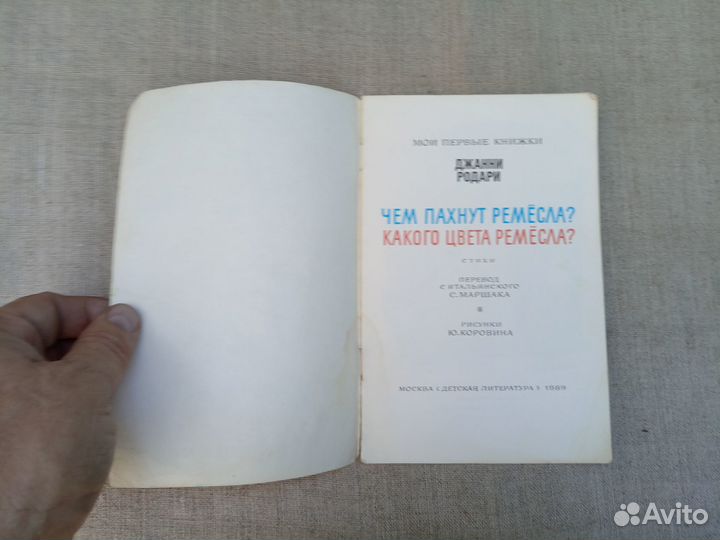 МОИ ПЕРВЫЕ КНИЖКИ
ДЖАННИ
РОДАРИ
ЧЕМ ПАХНУТ РЕМЁСЛА?
КАКОГО ЦВЕТА РЕМЁСЛА?
СТИХИ
ПЕРЕВОД
С ИТАЛЬЯНСКОГО
С. МАРШАКА
РИСУНКИ
Ю. КОРОВИНА
МОСКВА «ДЕТСКАЯ ЛИТЕРАТУРА» 1989
Avito